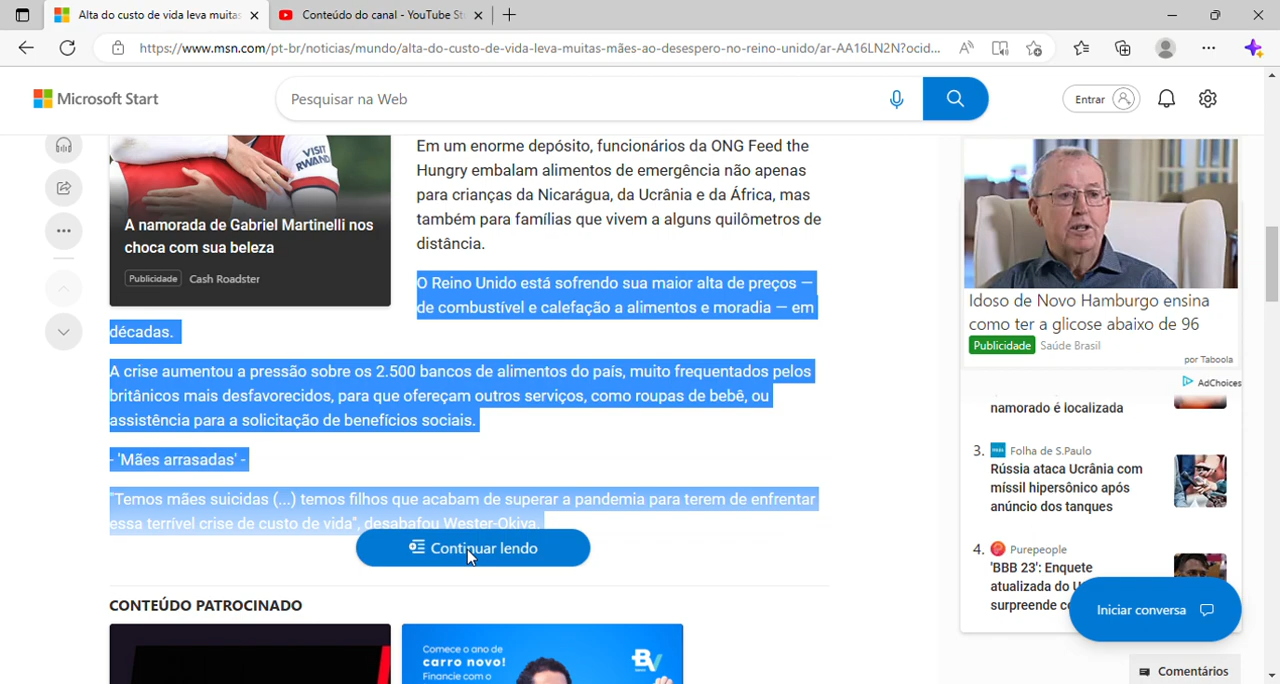 Alta do custo de vida leva muitas
Conteúdo do canal - YouTube St
https://www.msn.com/pt-br/noticias/mundo/alta-do-custo-de-vida-leva-muitas-mães-ao-desespero-no-reino-unido/ar-AA16LN2N?ocid...
Microsoft Start
Pesquisar na Web
Entrar
VISIT
RWANDA
A namorada de Gabriel Martinelli nos
choca com sua beleza
Publicidade Cash Roadster
Em um enorme depósito, funcionários da ONG Feed the
Hungry embalam alimentos de emergência não apenas
para crianças da Nicarágua, da Ucrânia e da África, mas
também para famílias que vivem a alguns quilômetros de
distância.
O Reino Unido está sofrendo sua maior alta de preços —
de combustível e calefação a alimentos e moradia — em
décadas.
A crise aumentou a pressão sobre os 2.500 bancos de alimentos do país, muito frequentados pelos
britânicos mais desfavorecidos, para que ofereçam outros serviços, como roupas de bebê, ou
assistência para a solicitação de benefícios sociais.
- 'Mães arrasadas' -
"Temos mães suicidas (...) temos filhos que acabam de superar a pandemia para terem de enfrentar
essa terrível crise de custo de vida", desabafou Wester-Okiya.
Continuar lendo
CONTEÚDO PATROCINADO
Comece o ano de
carro novo!
Financie com o
BV
Idoso de Novo Hamburgo ensina
como ter a glicose abaixo de 96
Publicidade Saúde Brasil
por Taboola
AdChoices
namorado é localizada
3. Folha de S.Paulo
Rússia ataca Ucrânia com
míssil hipersônico após
anúncio dos tanques
4. Purepeople
'BBB 23': Enquete
atualizada do
surpreende
Iniciar conversa
Comentários